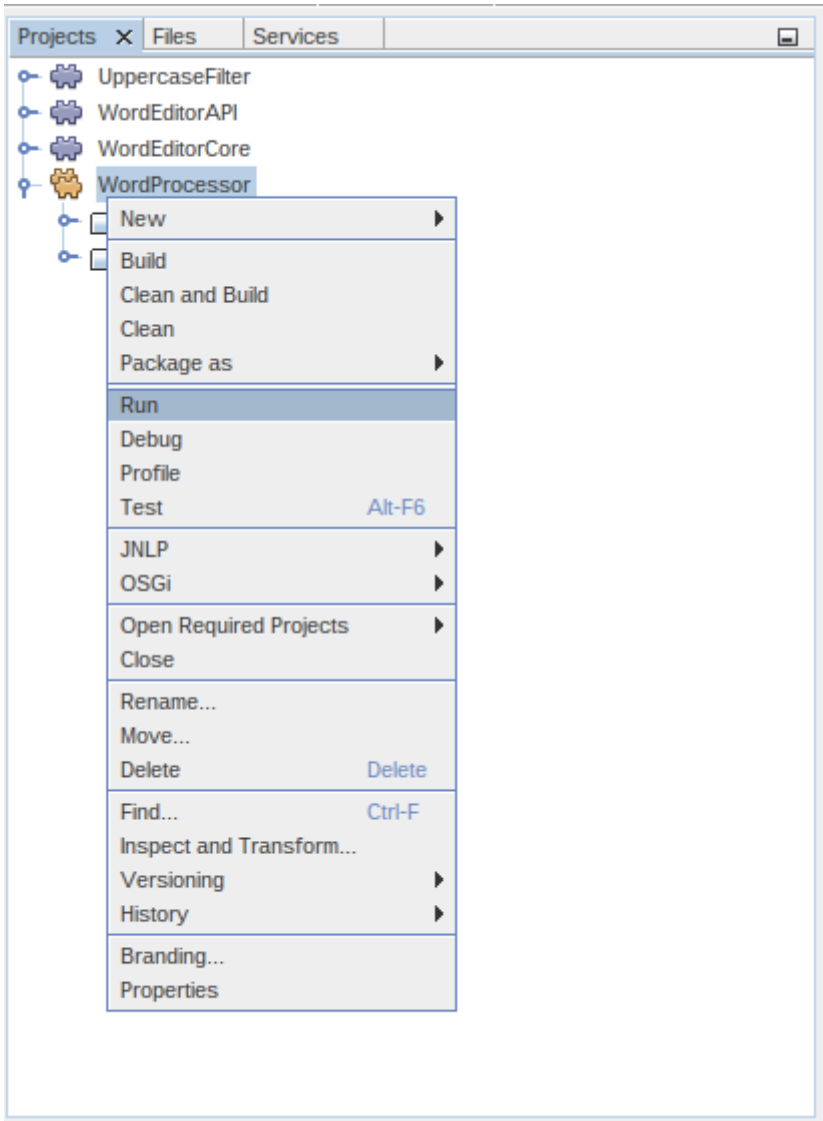 Projects Files Services
UppercaseFilter
WordEditorAPI
WordEditorCore
WordProcessor
New
Build
Clean and Build
Clean
Package as
Run
Debug
Profile
Test Alt-F6
JNLP
OSGi
Open Required Projects
Close
Rename...
Move...
Delete Delete
Find... Ctrl-F
Inspect and Transform...
Versioning
History
Branding...
Properties